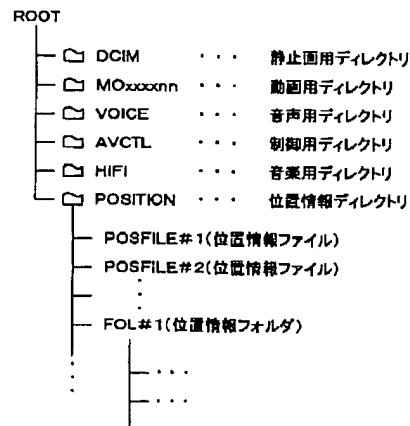 ROOT
DCIM ・・・ 静止画用ディレクトリ
MOxxxxnn ・・・ 動画用ディレクトリ
VOICE ・・・ 音声用ディレクトリ
AVCTL ・・・ 制御用ディレクトリ
HIFI ・・・ 音楽用ディレクトリ
POSITION ・・・ 位置情報ディレクトリ
POSFILE#1(位置情報ファイル)
POSFILE#2(位置情報ファイル)
FOL#1(位置情報フォルダ)